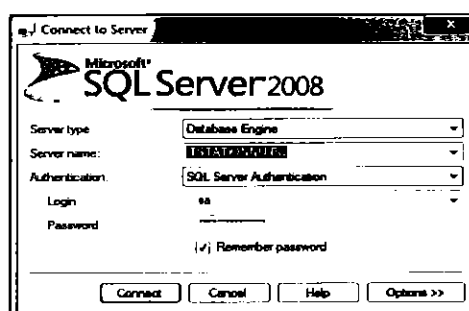 Connect to Server
Microsoft®
SQL Server 2008
Server type Database Engine
Server name:
Authentication: SQL Server Authentication
Login sa
Password
Remember password
Connect Cancel Help Options >>